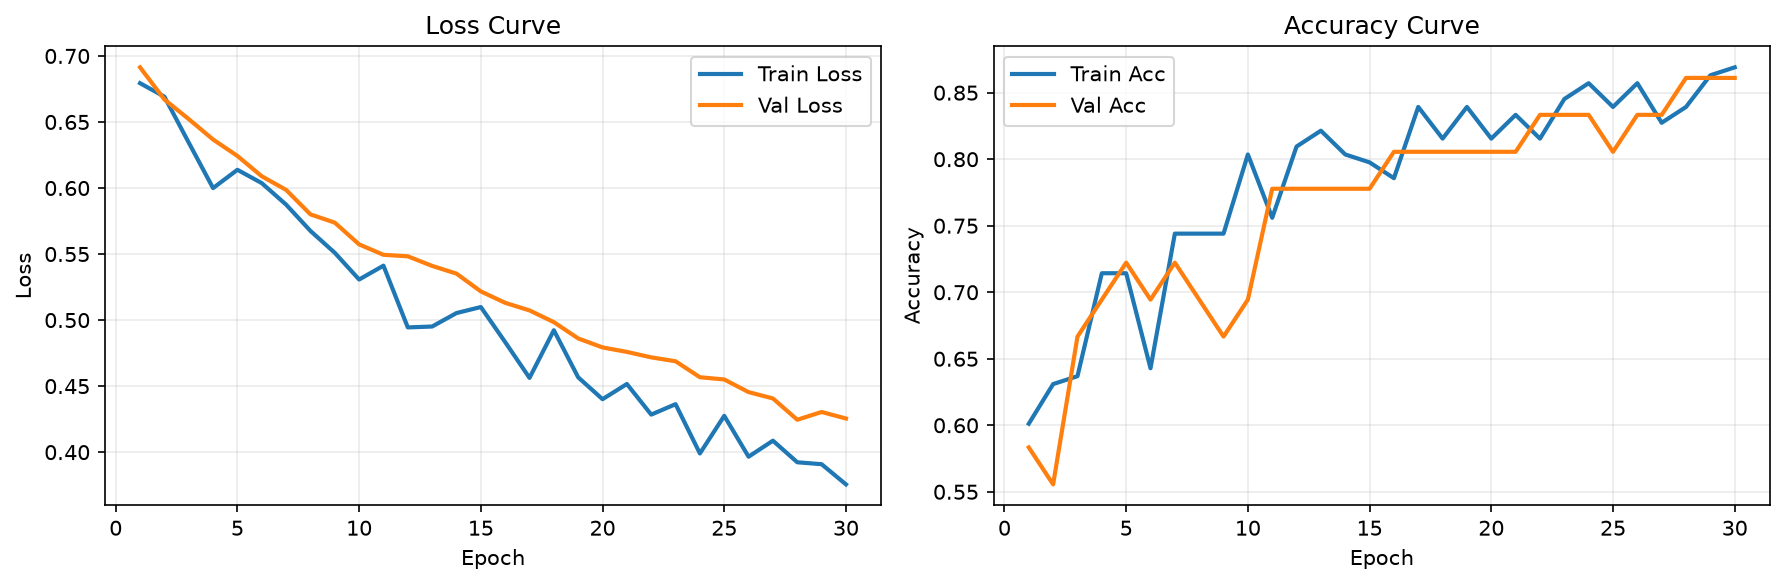 Loss Curve
0.70
0.65
0.60
0.55
0.50
0.45
0.40
Loss
Train Loss
Val Loss
0 5 10 15 20 25 30
Epoch
Accuracy Curve
0.85
0.80
0.75
0.70
0.65
0.60
0.55
Accuracy
Train Acc
Val Acc
0 5 10 15 20 25 30
Epoch